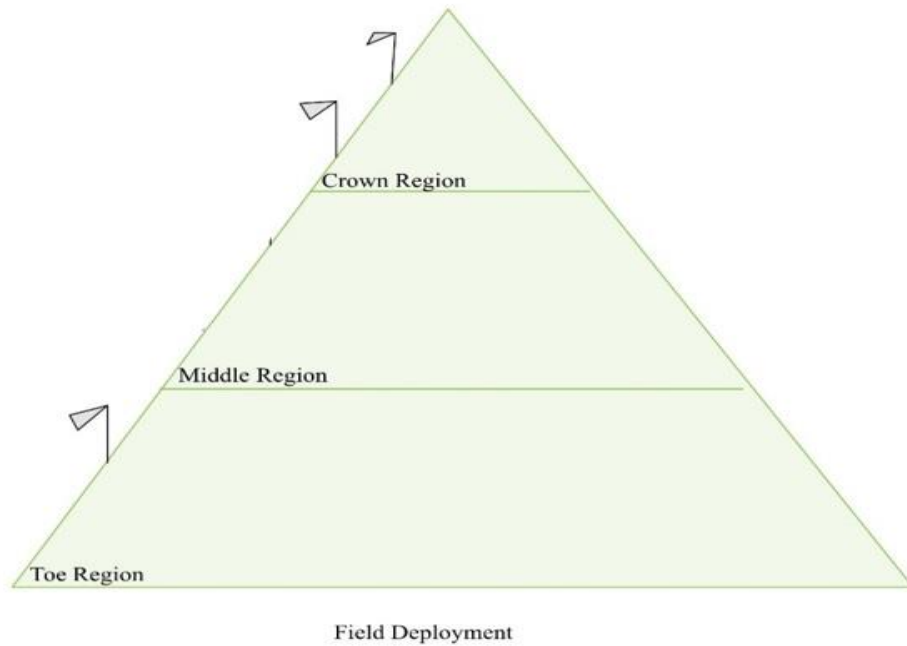 Crown Region
Middle Region
Toe Region
Field Deployment